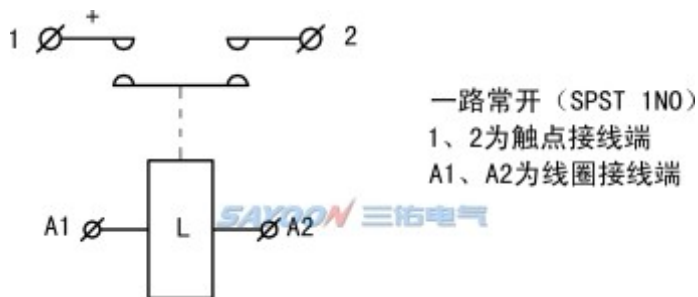 +
1
2
一路常开（SPST 1NO）
1、2为触点接线端
A1、A2为线圈接线端
SAYOON 三佑电气
A1
L
A2